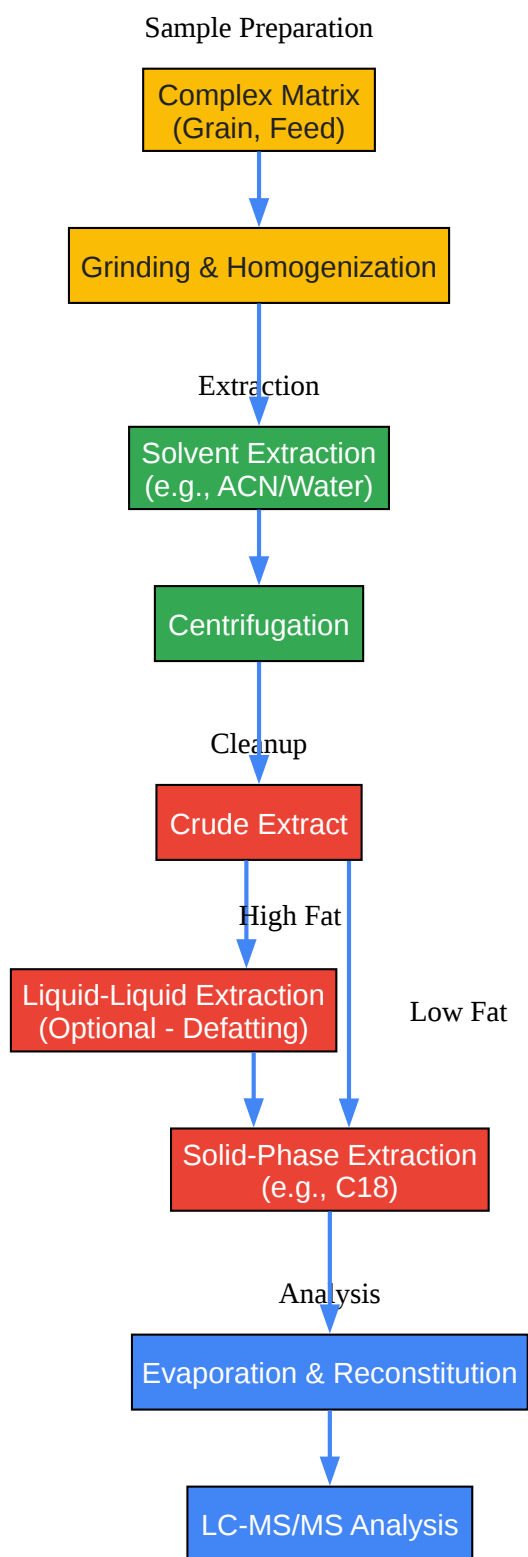 Sample Preparation
Complex Matrix
(Grain, Feed)
Grinding & Homogenization
Extraction
Solvent Extraction
(e.g., ACN/Water)
Centrifugation
Cleanup
Crude Extract
High Fat
Liquid-Liquid Extraction
(Optional - Defatting)
Low Fat
Solid-Phase Extraction
(e.g., C18)
Analysis
Evaporation & Reconstitution
LC-MS/MS Analysis